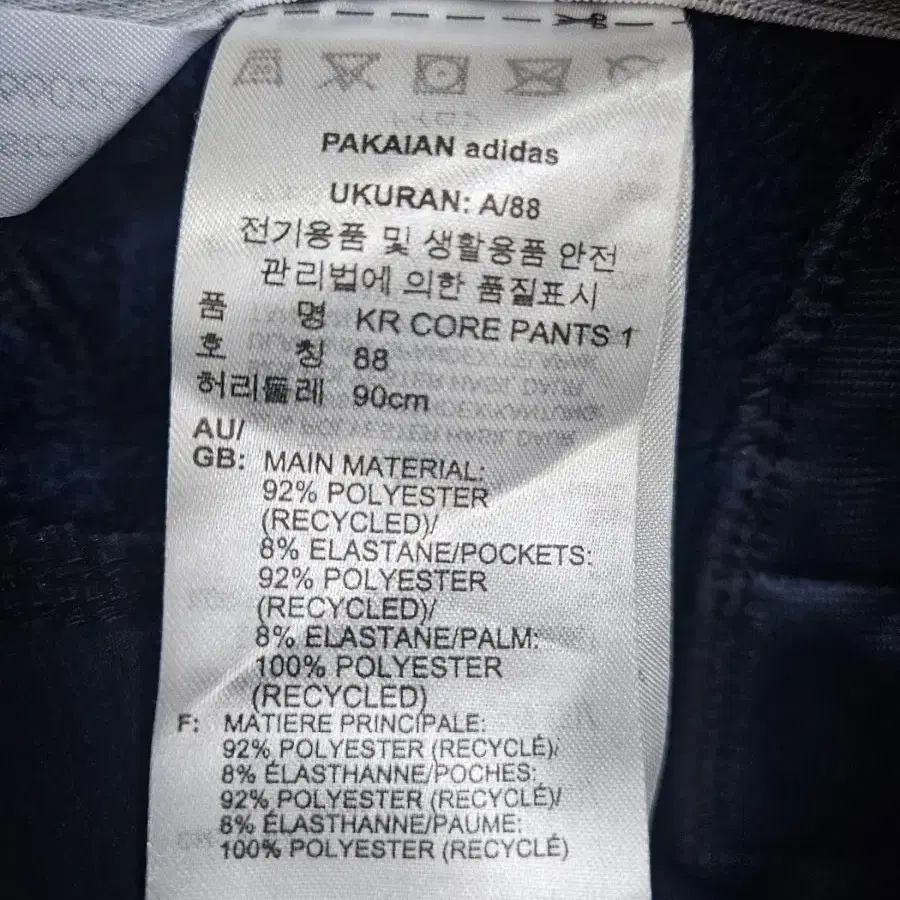 PAKAIAN adidas
UKURAN: A/88
전기용품 및 생활용품 안전
관리법에 의한 품질표시
품 명 KR CORE PANTS 1
호 칭 88
허리둘레 90cm
AU/
GB: MAIN MATERIAL:
92% POLYESTER
(RECYCLED)/
8% ELASTANE/POCKETS:
92% POLYESTER
(RECYCLED)/
8% ELASTANE/PALM:
100% POLYESTER
(RECYCLED)
F: MATIERE PRINCIPALE:
92% POLYESTER (RECYCLÉ)/
8% ÉLASTHANNE/POCHES:
92% POLYESTER (RECYCLÉ)/
8% ÉLASTHANNE/PAUME:
100% POLYESTER (RECYCLÉ)